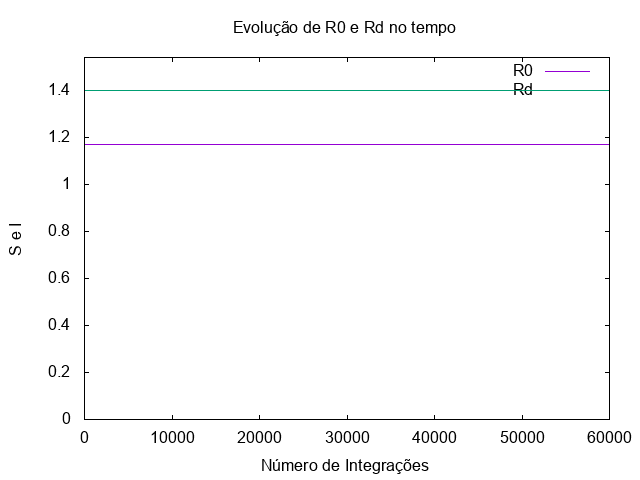 Evolução de R0 e Rd no tempo
R0
Rd
1.4
1.2
1
0.8
0.6
0.4
0.2
0
S e I
0 10000 20000 30000 40000 50000 60000
Número de Integrações